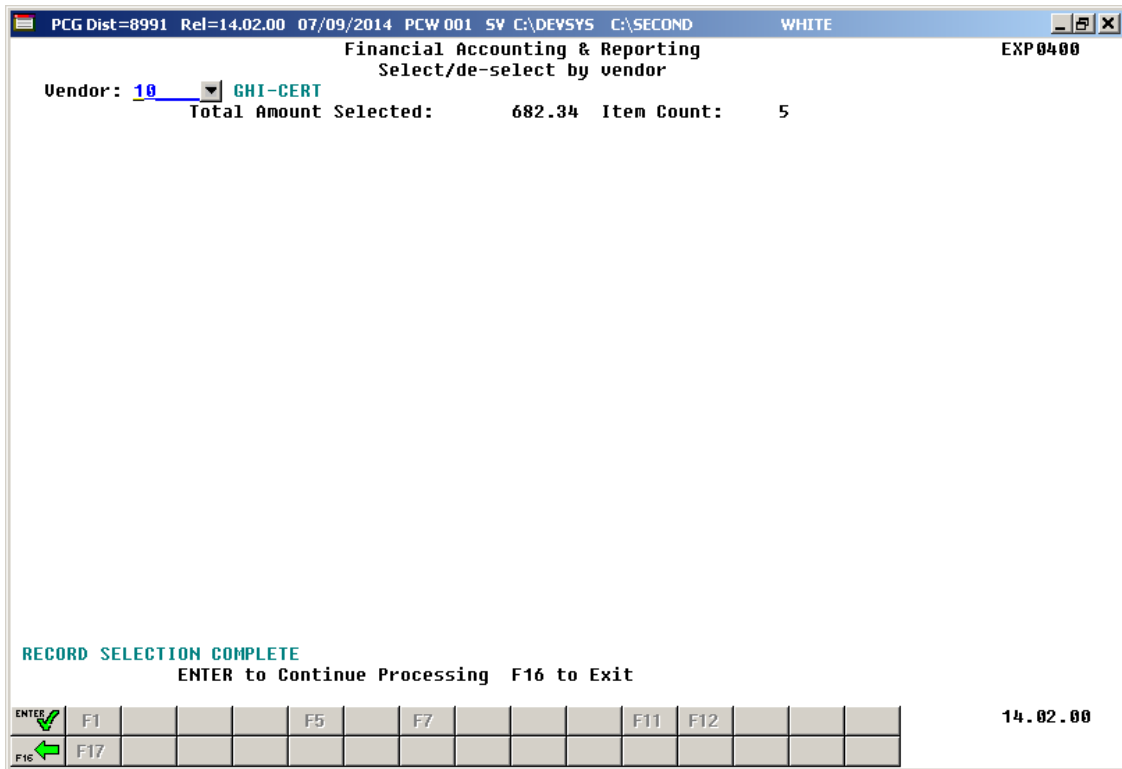 PCG Dist=8991 Rel=14.02.00 07/09/2014 PCW 001 SV C:\DEVSYS C:\SECOND WHITE
Financial Accounting & Reporting EXP0400
Select/de-select by vendor
Vendor: 10 GHI-CERT
Total Amount Selected: 682.34 Item Count: 5
RECORD SELECTION COMPLETE
ENTER to Continue Processing F16 to Exit
ENTER F1 F5 F7 F11 F12 14.02.00
F16 F17